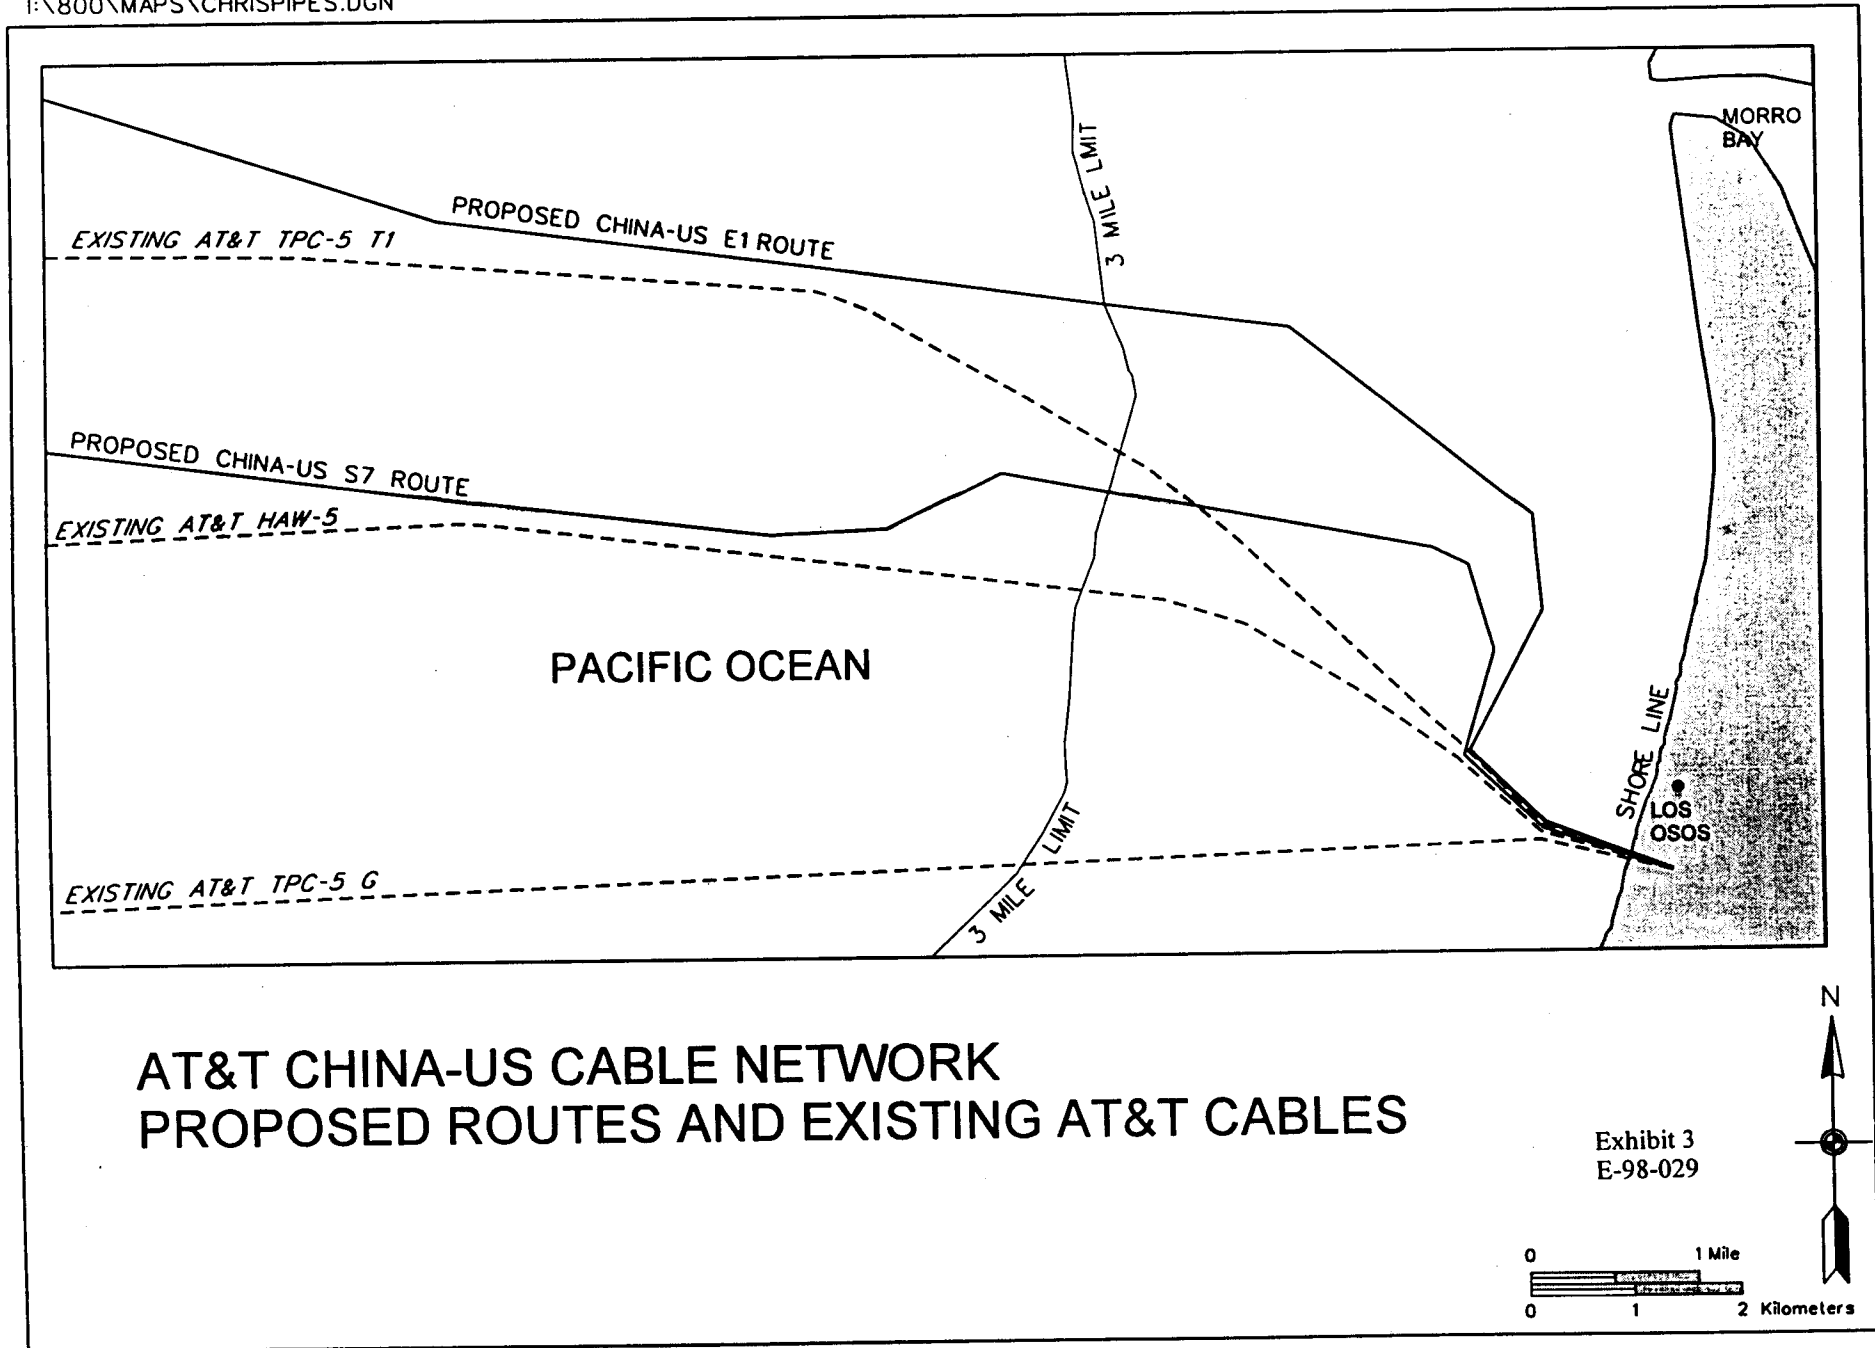 I:\800\MAPS\CHRISPIPES.DGN
MORRO
BAY
3 MILE LMIT
PROPOSED CHINA-US E1 ROUTE
EXISTING AT&T TPC-5 T1
PROPOSED CHINA-US S7 ROUTE
EXISTING AT&T HAW-5
PACIFIC OCEAN
SHORE LINE
LOS
OSOS
3 MILE LIMIT
EXISTING AT&T TPC-5 G
N
AT&T CHINA-US CABLE NETWORK
PROPOSED ROUTES AND EXISTING AT&T CABLES
Exhibit 3
E-98-029
0 1 Mile
0 1 2 Kilometers